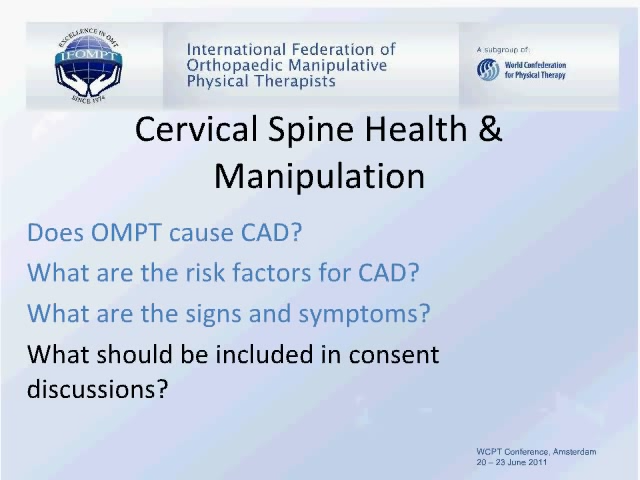 EXCELLENCE IN OMT
IFOMPT
SINCE 1974
International Federation of
Orthopaedic Manipulative
Physical Therapists
A subgroup of:
World Confederation
for Physical Therapy
Cervical Spine Health &
Manipulation
Does OMPT cause CAD?
What are the risk factors for CAD?
What are the signs and symptoms?
What should be included in consent
discussions?
WCPT Conference, Amsterdam
20 – 23 June 2011